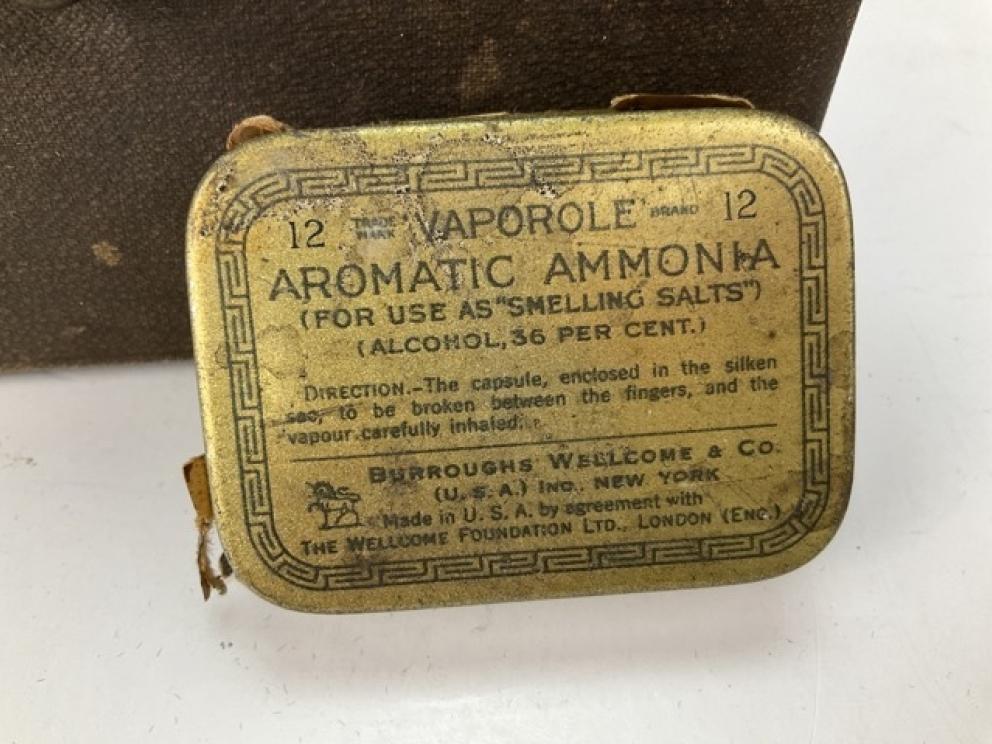 12 TRADE MARK 'VAPOROLE' BRAND 12
AROMATIC AMMONIA
(FOR USE AS "SMELLING SALTS")
(ALCOHOL, 36 PER CENT.)
DIRECTION.-The capsule, enclosed in the silken
sac, to be broken between the fingers, and the
vapour carefully inhaled.
BURROUGHS WELLCOME & CO.
(U. S. A.) INC., NEW YORK
Made in U. S. A. by agreement with
THE WELLCOME FOUNDATION LTD., LONDON (ENG.)